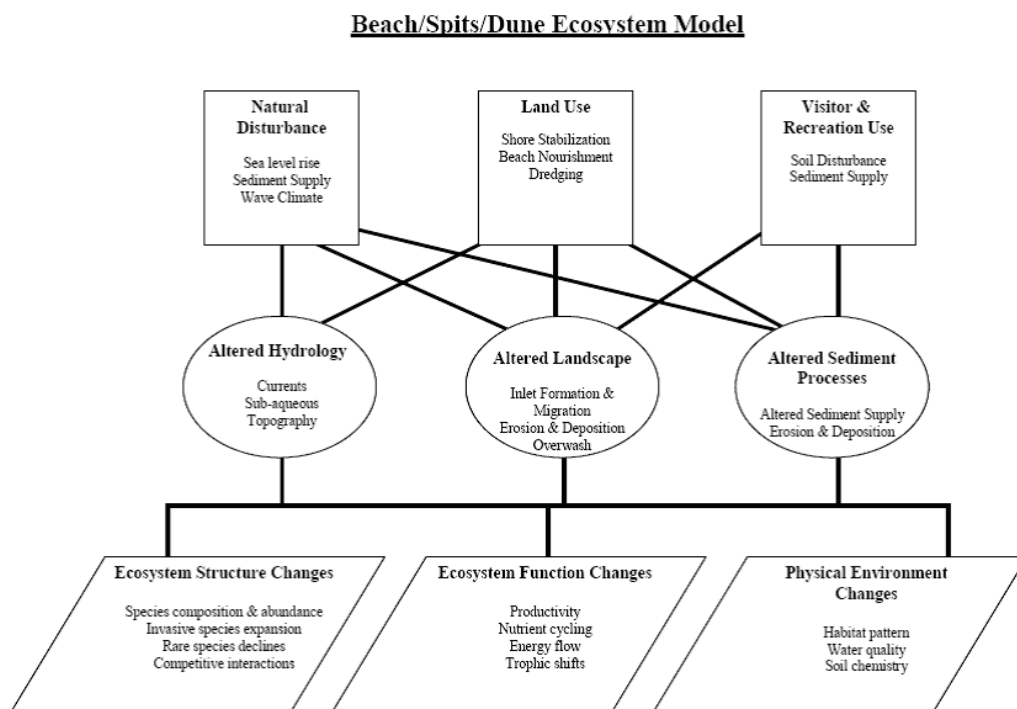 Beach/Spits/Dune Ecosystem Model
Natural
Disturbance
Sea level rise
Sediment Supply
Wave Climate
Land Use
Shore Stabilization
Beach Nourishment
Dredging
Visitor &
Recreation Use
Soil Disturbance
Sediment Supply
Altered Hydrology
Currents
Sub-aqueous
Topography
Altered Landscape
Inlet Formation &
Migration
Erosion & Deposition
Overwash
Altered Sediment
Processes
Altered Sediment Supply
Erosion & Deposition
Ecosystem Structure Changes
Species composition & abundance
Invasive species expansion
Rare species declines
Competitive interactions
Ecosystem Function Changes
Productivity
Nutrient cycling
Energy flow
Trophic shifts
Physical Environment
Changes
Habitat pattern
Water quality
Soil chemistry